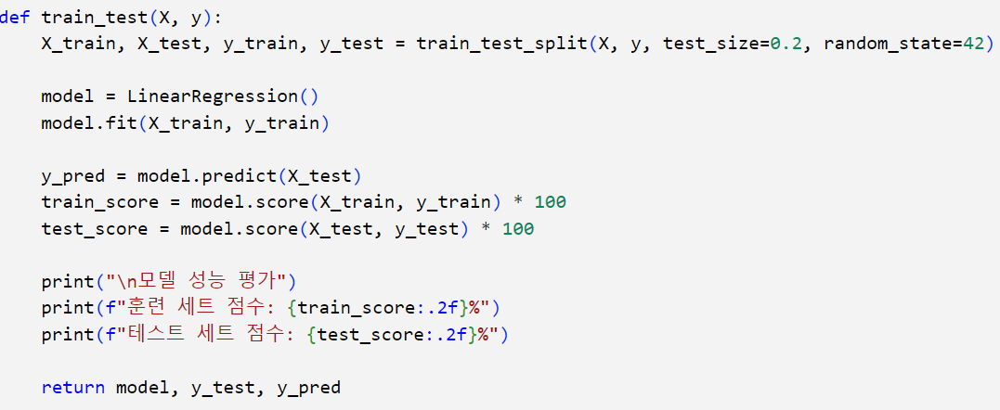 def train_test(X, y):
    X_train, X_test, y_train, y_test = train_test_split(X, y, test_size=0.2, random_state=42)
    model = LinearRegression()
    model.fit(X_train, y_train)
    y_pred = model.predict(X_test)
    train_score = model.score(X_train, y_train) * 100
    test_score = model.score(X_test, y_test) * 100
    print("\n모델 성능 평가")
    print(f"훈련 세트 점수: {train_score:.2f}%")
    print(f"테스트 세트 점수: {test_score:.2f}%")
    return model, y_test, y_pred